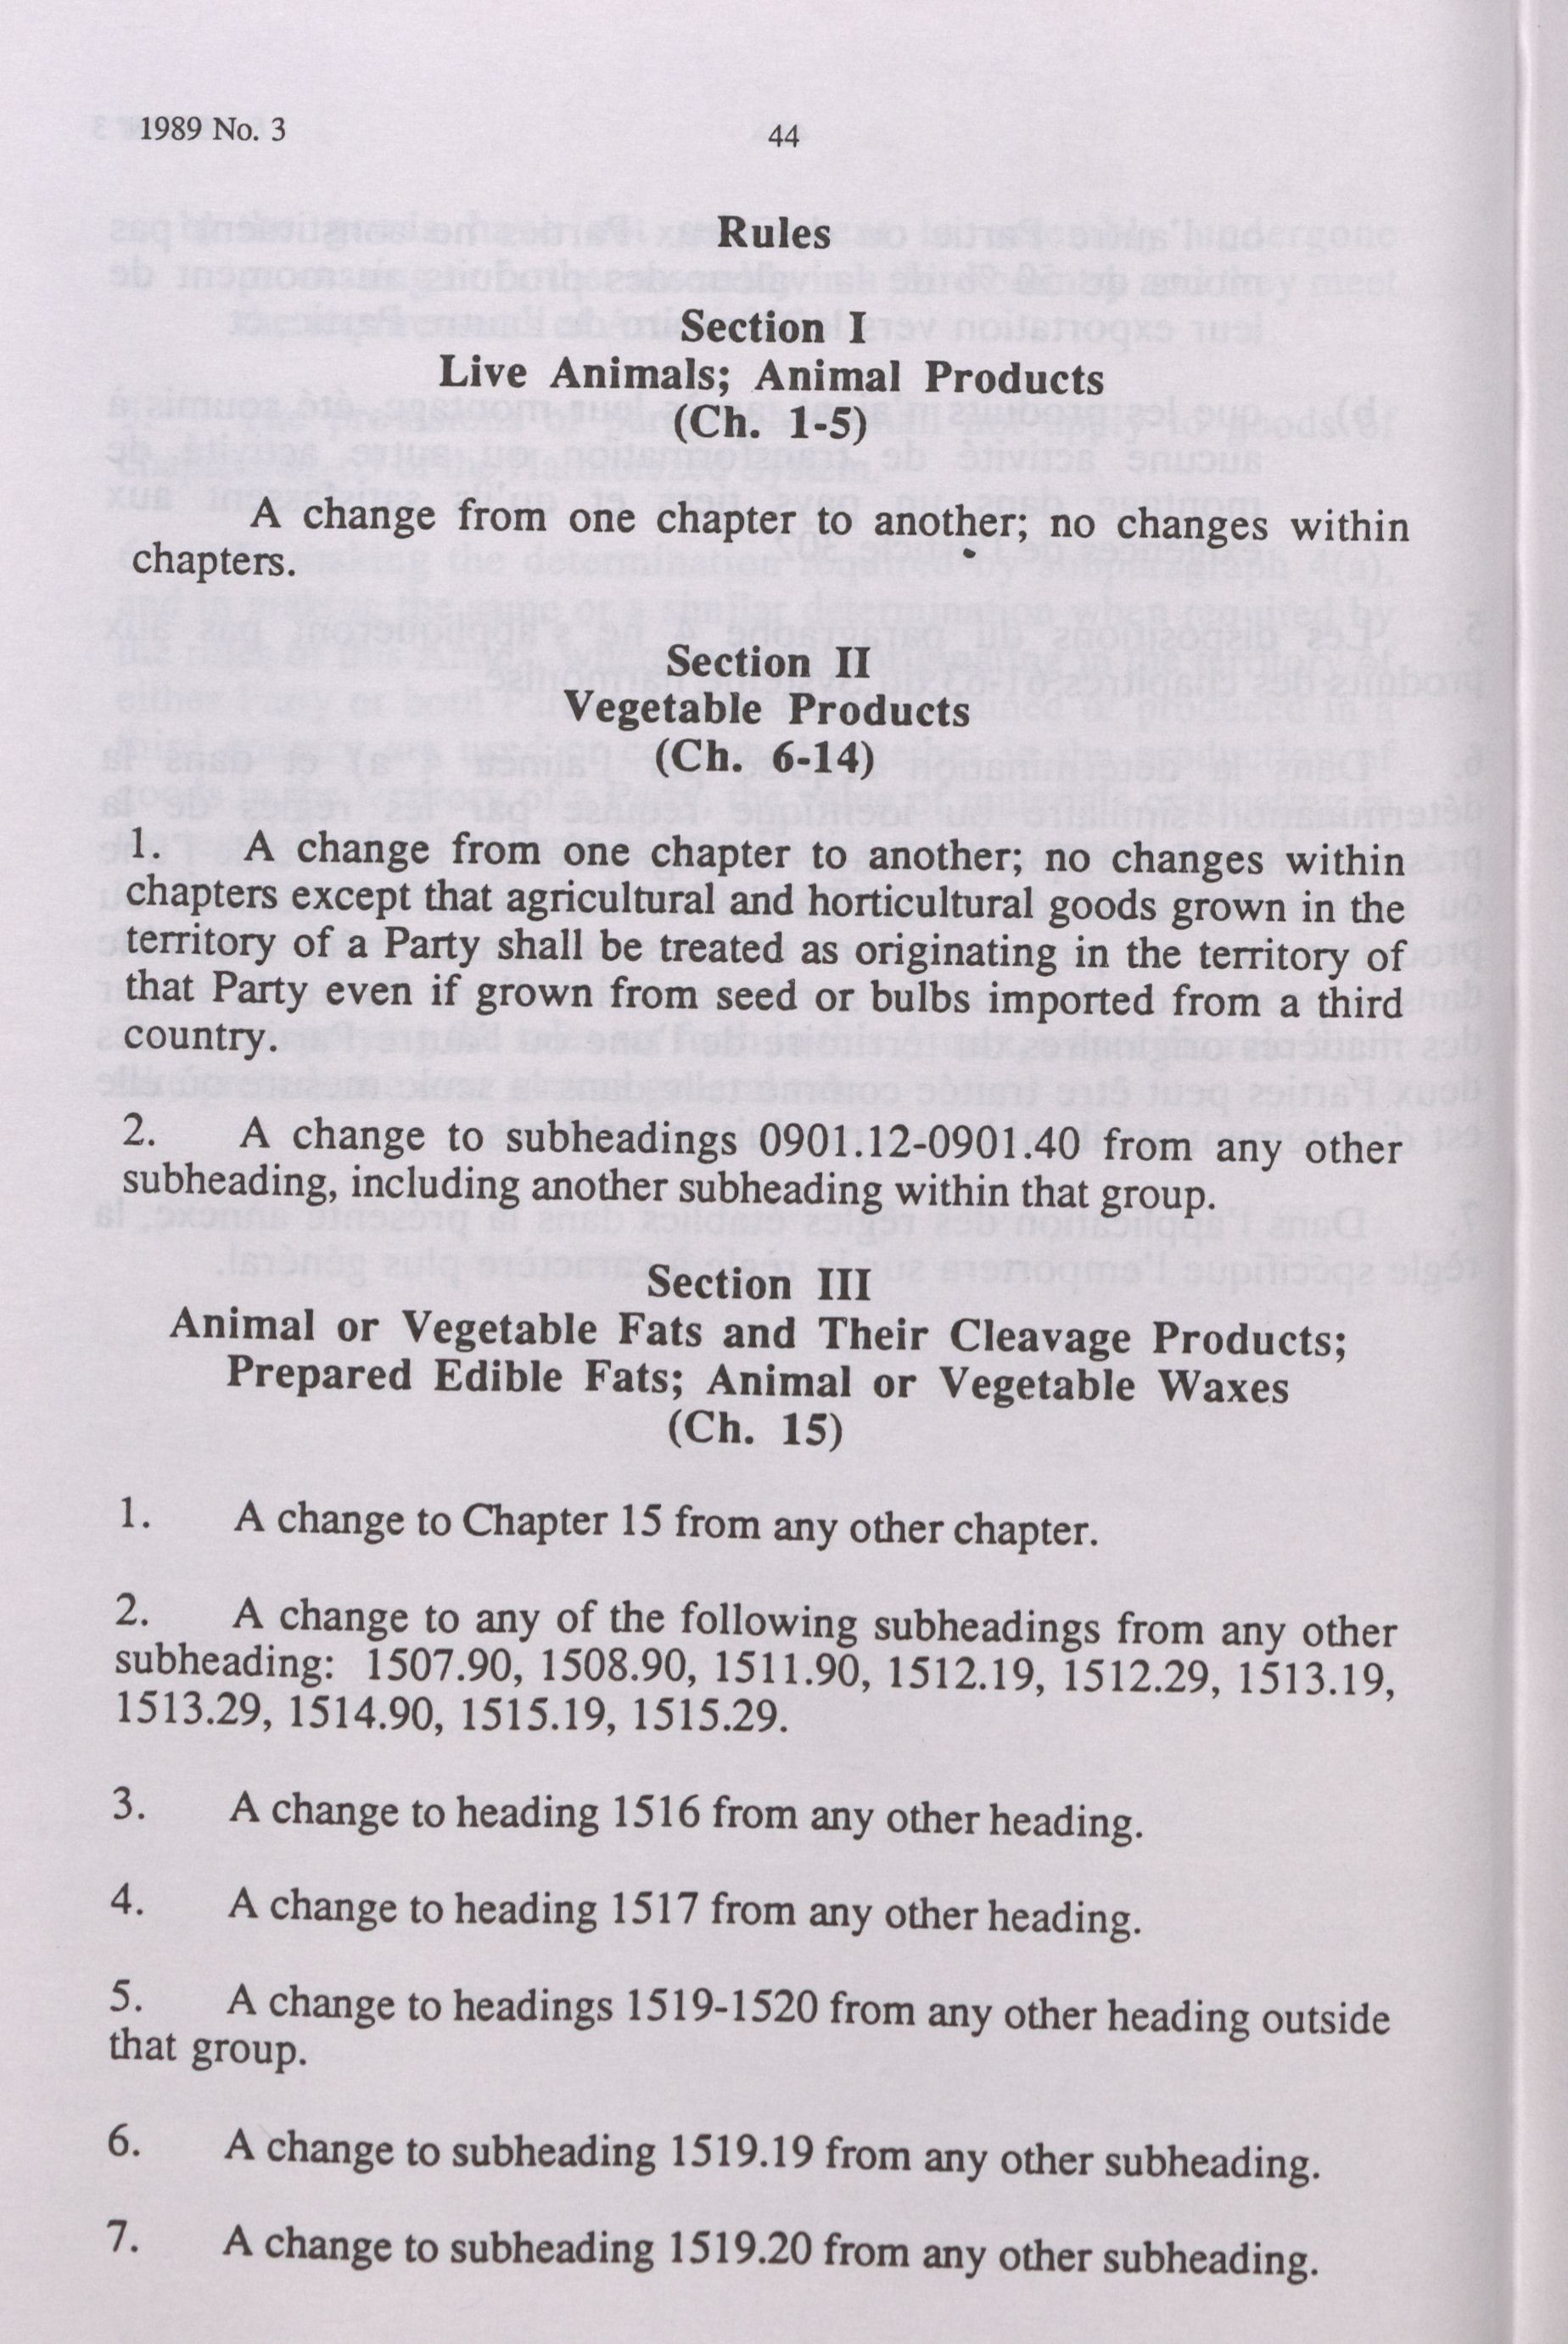 1989 No. 3
44
Rules
Section I
Live Animals; Animal Products
(Ch. 1-5)
A change from one chapter to another; no changes within
chapters.
Section II
Vegetable Products
(Ch. 6-14)
1. A change from one chapter to another; no changes within
chapters except that agricultural and horticultural goods grown in the
territory of a Party shall be treated as originating in the territory of
that Party even if grown from seed or bulbs imported from a third
country.
2. A change to subheadings 0901.12-0901.40 from any other
subheading, including another subheading within that group.
Section III
Animal or Vegetable Fats and Their Cleavage Products;
Prepared Edible Fats; Animal or Vegetable Waxes
(Ch. 15)
1. A change to Chapter 15 from any other chapter.
2. A change to any of the following subheadings from any other
subheading: 1507.90, 1508.90, 1511.90, 1512.19, 1512.29, 1513.19,
1513.29, 1514.90, 1515.19, 1515.29.
3. A change to heading 1516 from any other heading.
4. A change to heading 1517 from any other heading.
5. A change to headings 1519-1520 from any other heading outside
that group.
6. A change to subheading 1519.19 from any other subheading.
7. A change to subheading 1519.20 from any other subheading.